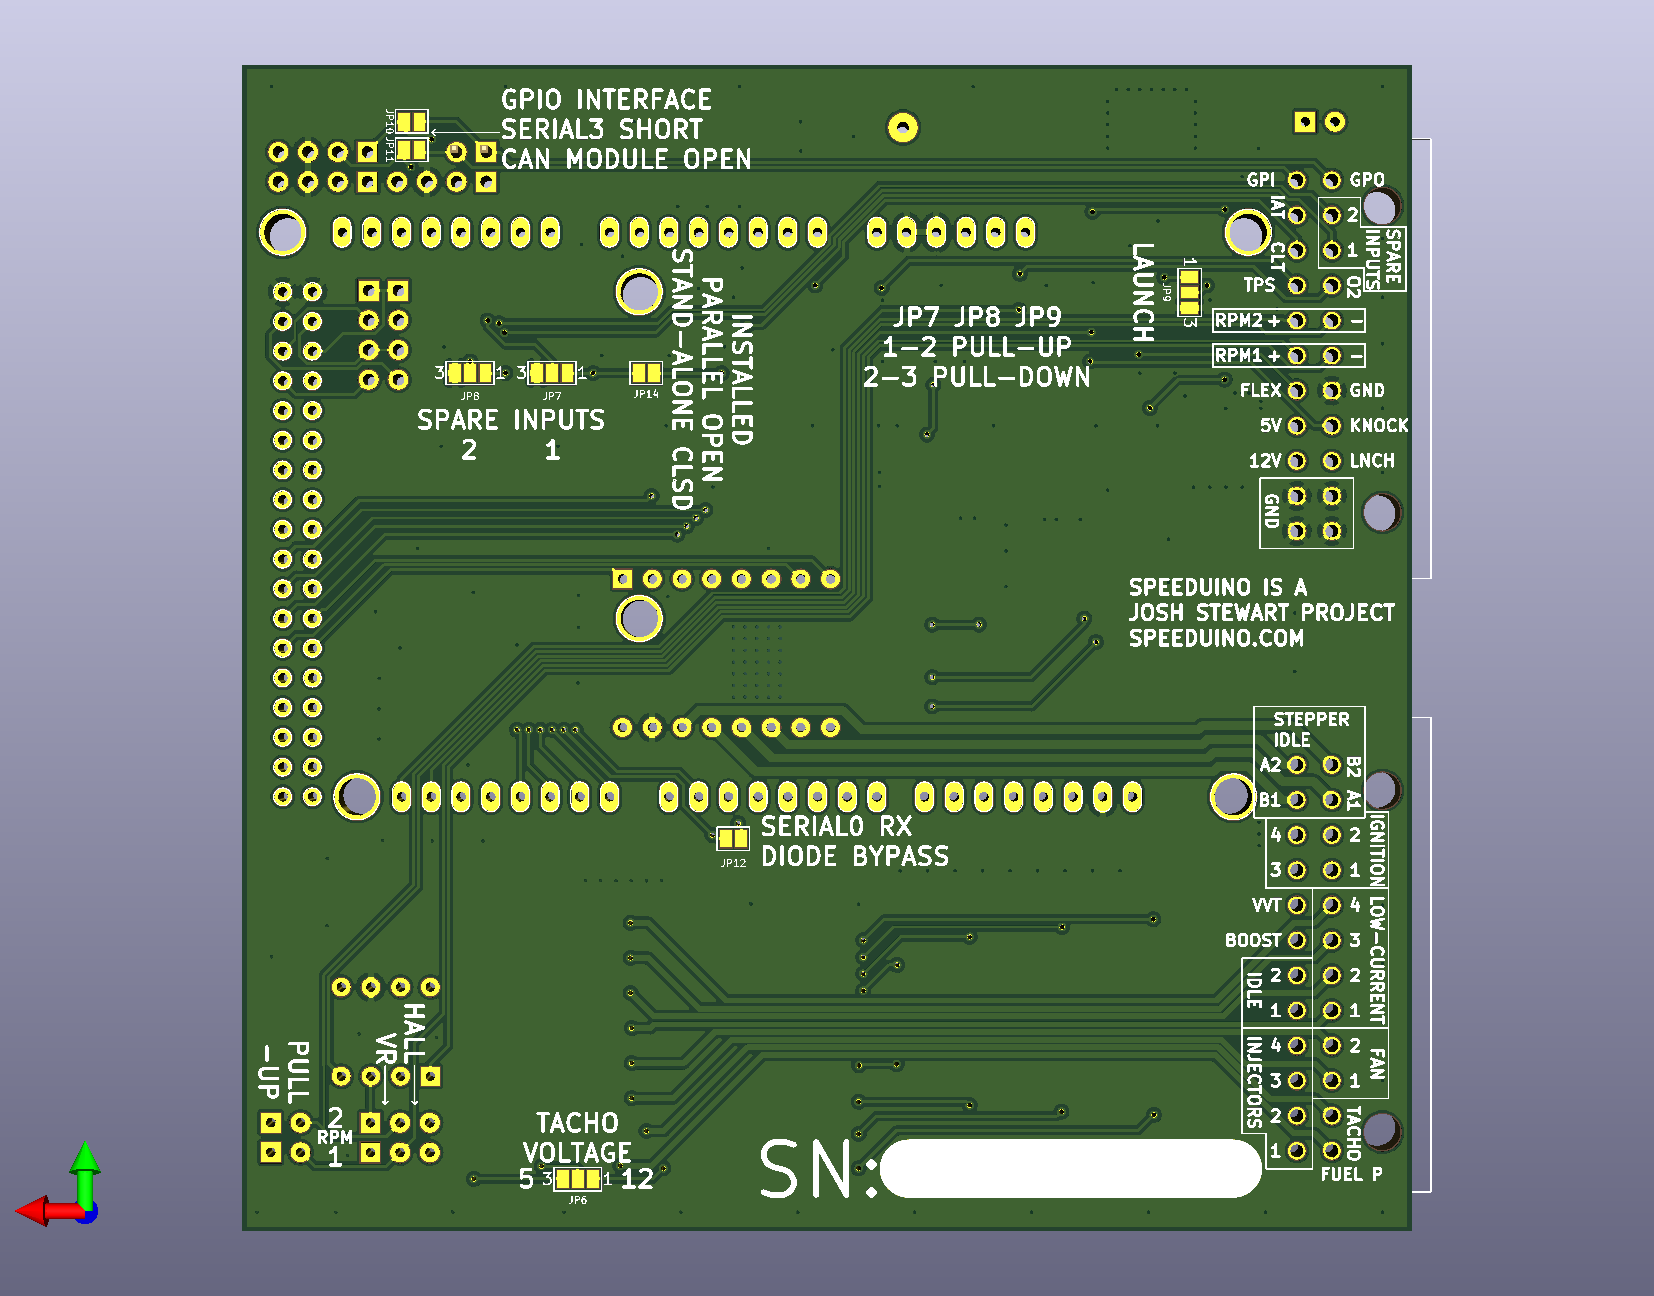 GPIO INTERFACE
SERIAL3 SHORT
CAN MODULE OPEN
JP10
JP11
GPI
GPO
IAT
2
CLT
1
SPARE
INPUTS
TPS
O2
RPM2 + -
RPM1 + -
FLEX
GND
5V
KNOCK
12V
LNCH
GND
LAUNCH
1
JP9
3
JP7 JP8 JP9
1-2 PULL-UP
2-3 PULL-DOWN
INSTALLED
PARALLEL OPEN
STAND-ALONE CLSD
3 1
JP8
3 1
JP7
JP14
SPARE INPUTS
2 1
SPEEDUINO IS A
JOSH STEWART PROJECT
SPEEDUINO.COM
STEPPER
IDLE
A2
B2
B1
A1
SERIAL0 RX
DIODE BYPASS
JP12
4 2
3 1
IGNITION
VVT
4
BOOST
3
2 2
1 1
IDLE
LOW-CURRENT
4 2
3 1
FAN
2
1
INJECTORS
TACHO
FUEL P
HALL
VR
PULL
-UP
2
RPM
1
TACHO
VOLTAGE
5 3 1 12
JP6
SN: